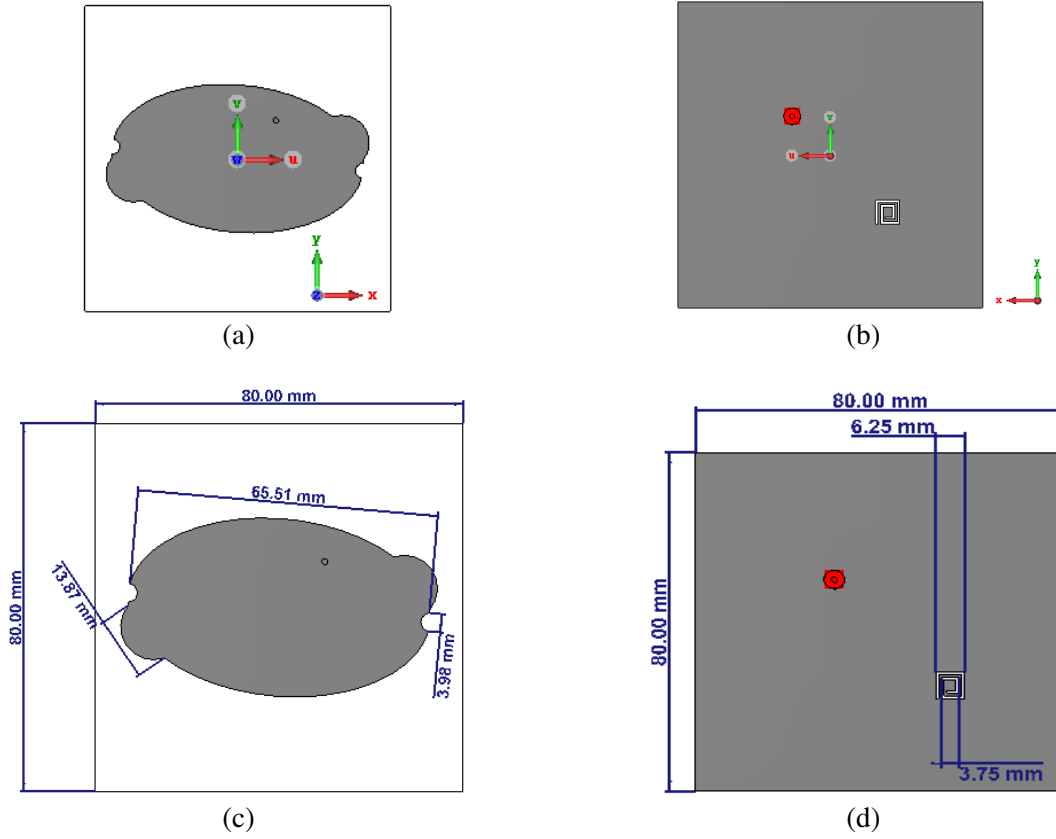 v
w
u
y
z
x
(a)
v
u
y
x
(b)
80.00 mm
80.00 mm
65.51 mm
13.87 mm
3.98 mm
(c)
80.00 mm
6.25 mm
80.00 mm
3.75 mm
(d)